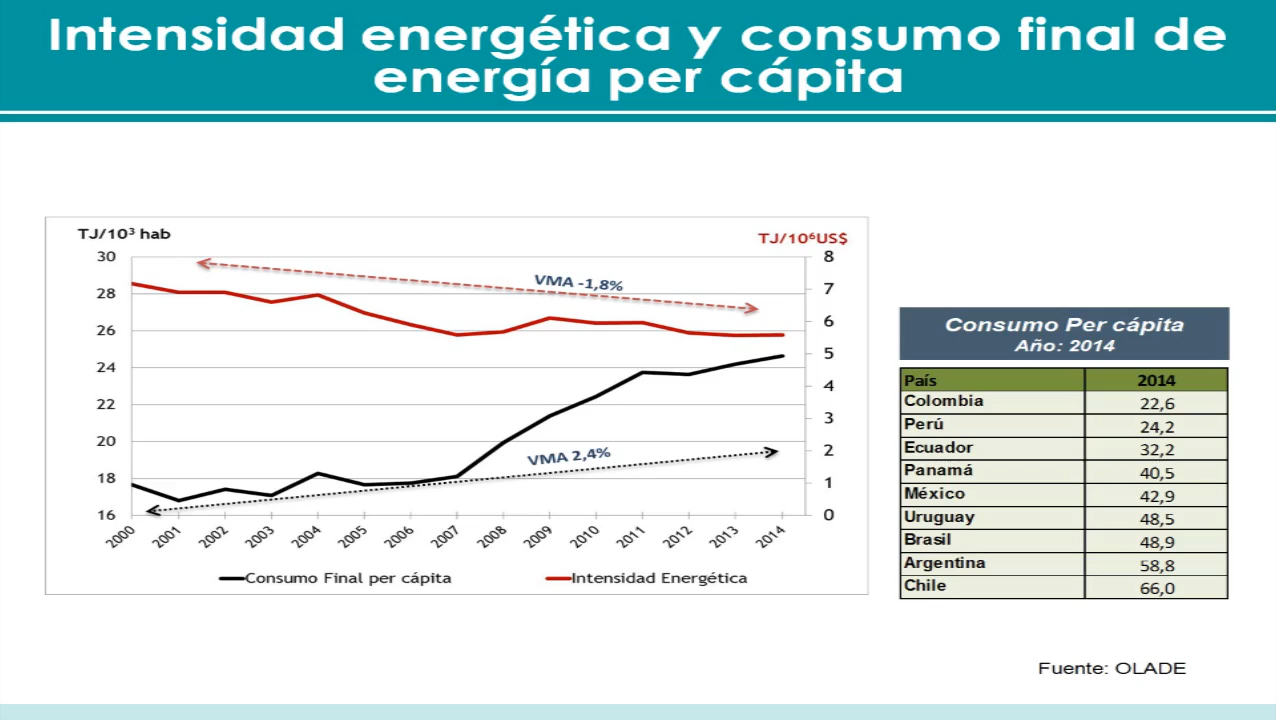 Intensidad energética y consumo final de
energía per cápita
TJ/10³ hab
TJ/10⁶US$
30
28
26
24
22
20
18
16
8
7
6
5
4
3
2
1
0
VMA -1,8%
VMA 2,4%
2000 2001 2002 2003 2004 2005 2006 2007 2008 2009 2010 2011 2012 2013 2014
Consumo Final per cápita Intensidad Energética
Consumo Per cápita
Año: 2014
País 2014
Colombia 22,6
Perú 24,2
Ecuador 32,2
Panamá 40,5
México 42,9
Uruguay 48,5
Brasil 48,9
Argentina 58,8
Chile 66,0
Fuente: OLADE